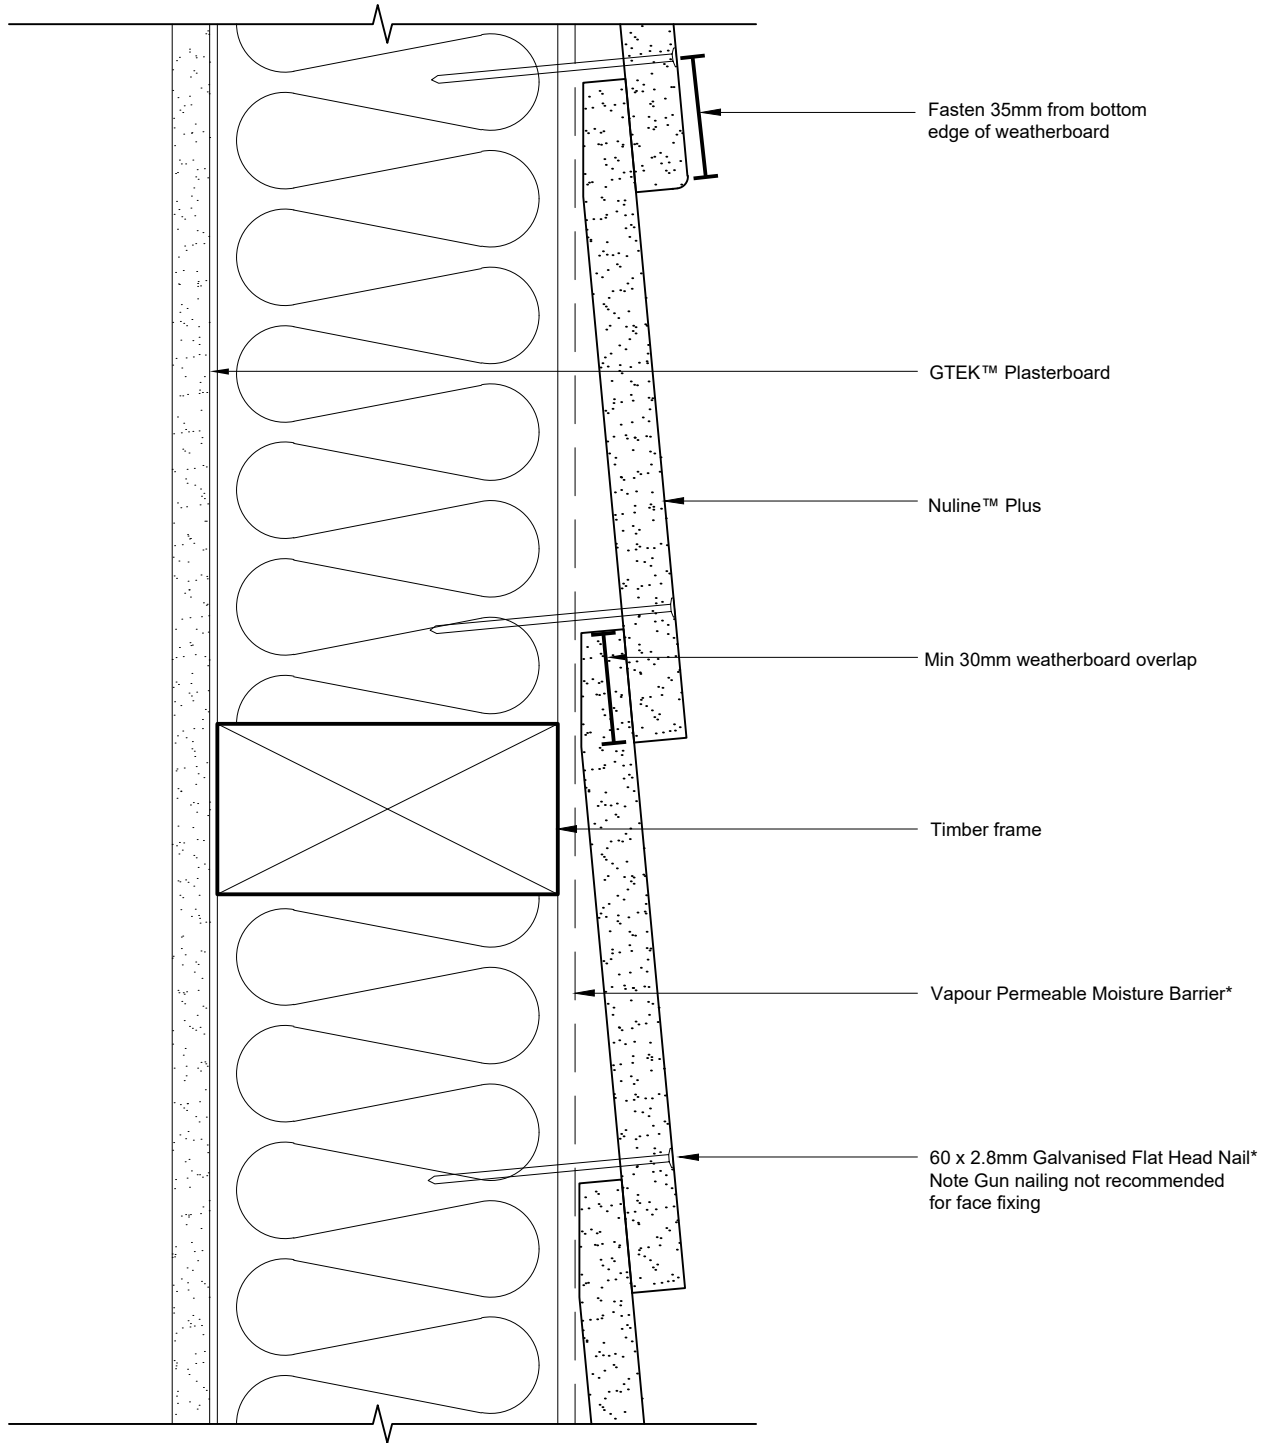 Fasten 35mm from bottom
edge of weatherboard
GTEK™ Plasterboard
Nuline™ Plus
Min 30mm weatherboard overlap
Timber frame
Vapour Permeable Moisture Barrier*
60 x 2.8mm Galvanised Flat Head Nail*
Note Gun nailing not recommended
for face fixing